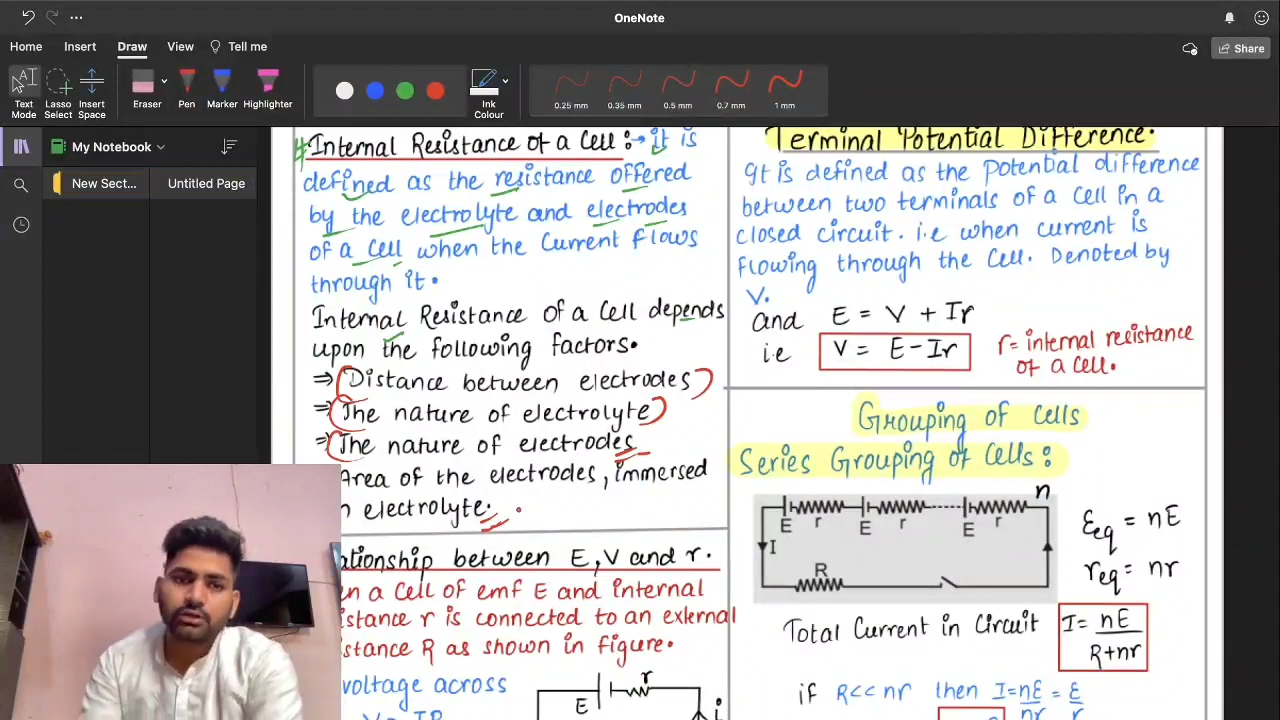 OneNote
Home Insert Draw View Tell me
Share
Text Mode
Lasso Select
Insert Space
Eraser
Pen
Marker
Highlighter
Ink Colour
0.25 mm 0.35 mm 0.5 mm 0.7 mm 1 mm
My Notebook
New Sect...
Untitled Page
# Internal Resistance of a Cell :→ it is
defined as the resistance offered
by the electrolyte and electrodes
of a cell when the Current flows
through it.
Internal Resistance of a Cell depends
upon the following factors.
⇒ Distance between electrodes
⇒ The nature of electrolyte
⇒ The nature of electrodes
Area of the electrodes, immersed
n electrolyte.
ationship between E, V and r.
n a Cell of emf E and internal
stance r is connected to an external
stance R as shown in figure.
voltage across
V = IR
E r i
Terminal Potential Difference.
It is defined as the potential difference
between two terminals of a Cell in a
closed circuit. i.e when current is
flowing through the Cell. Denoted by
V.
and E = V + Ir
i.e V = E - Ir
r = internal resistance
of a cell.
Grouping of cells
Series Grouping of Cells :
n
E r E r E r
I
R
Eeq = nE
req = nr
Total Current in Circuit I = nE / R+nr
if R<< nr then I = nE/nr = E/r